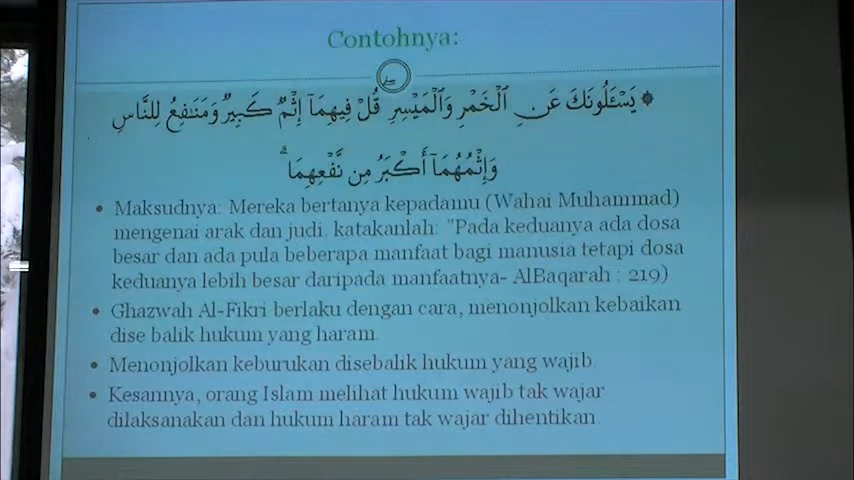 Contohnya:
۞ يَسْـَٔلُونَكَ عَنِ ٱلْخَمْرِ وَٱلْمَيْسِرِ قُلْ فِيهِمَآ إِثْمٌ كَبِيرٌ وَمَنَـٰفِعُ لِلنَّاسِ
وَإِثْمُهُمَآ أَكْبَرُ مِن نَّفْعِهِمَا ۗ
• Maksudnya: Mereka bertanya kepadamu (Wahai Muhammad)
mengenai arak dan judi. katakanlah: "Pada keduanya ada dosa
besar dan ada pula beberapa manfaat bagi manusia tetapi dosa
keduanya lebih besar daripada manfaatnya- AlBaqarah : 219)
• Ghazwah Al-Fikri berlaku dengan cara, menonjolkan kebaikan
dise balik hukum yang haram.
• Menonjolkan keburukan disebalik hukum yang wajib
• Kesannya, orang Islam melihat hukum wajib tak wajar
dilaksanakan dan hukum haram tak wajar dihentikan